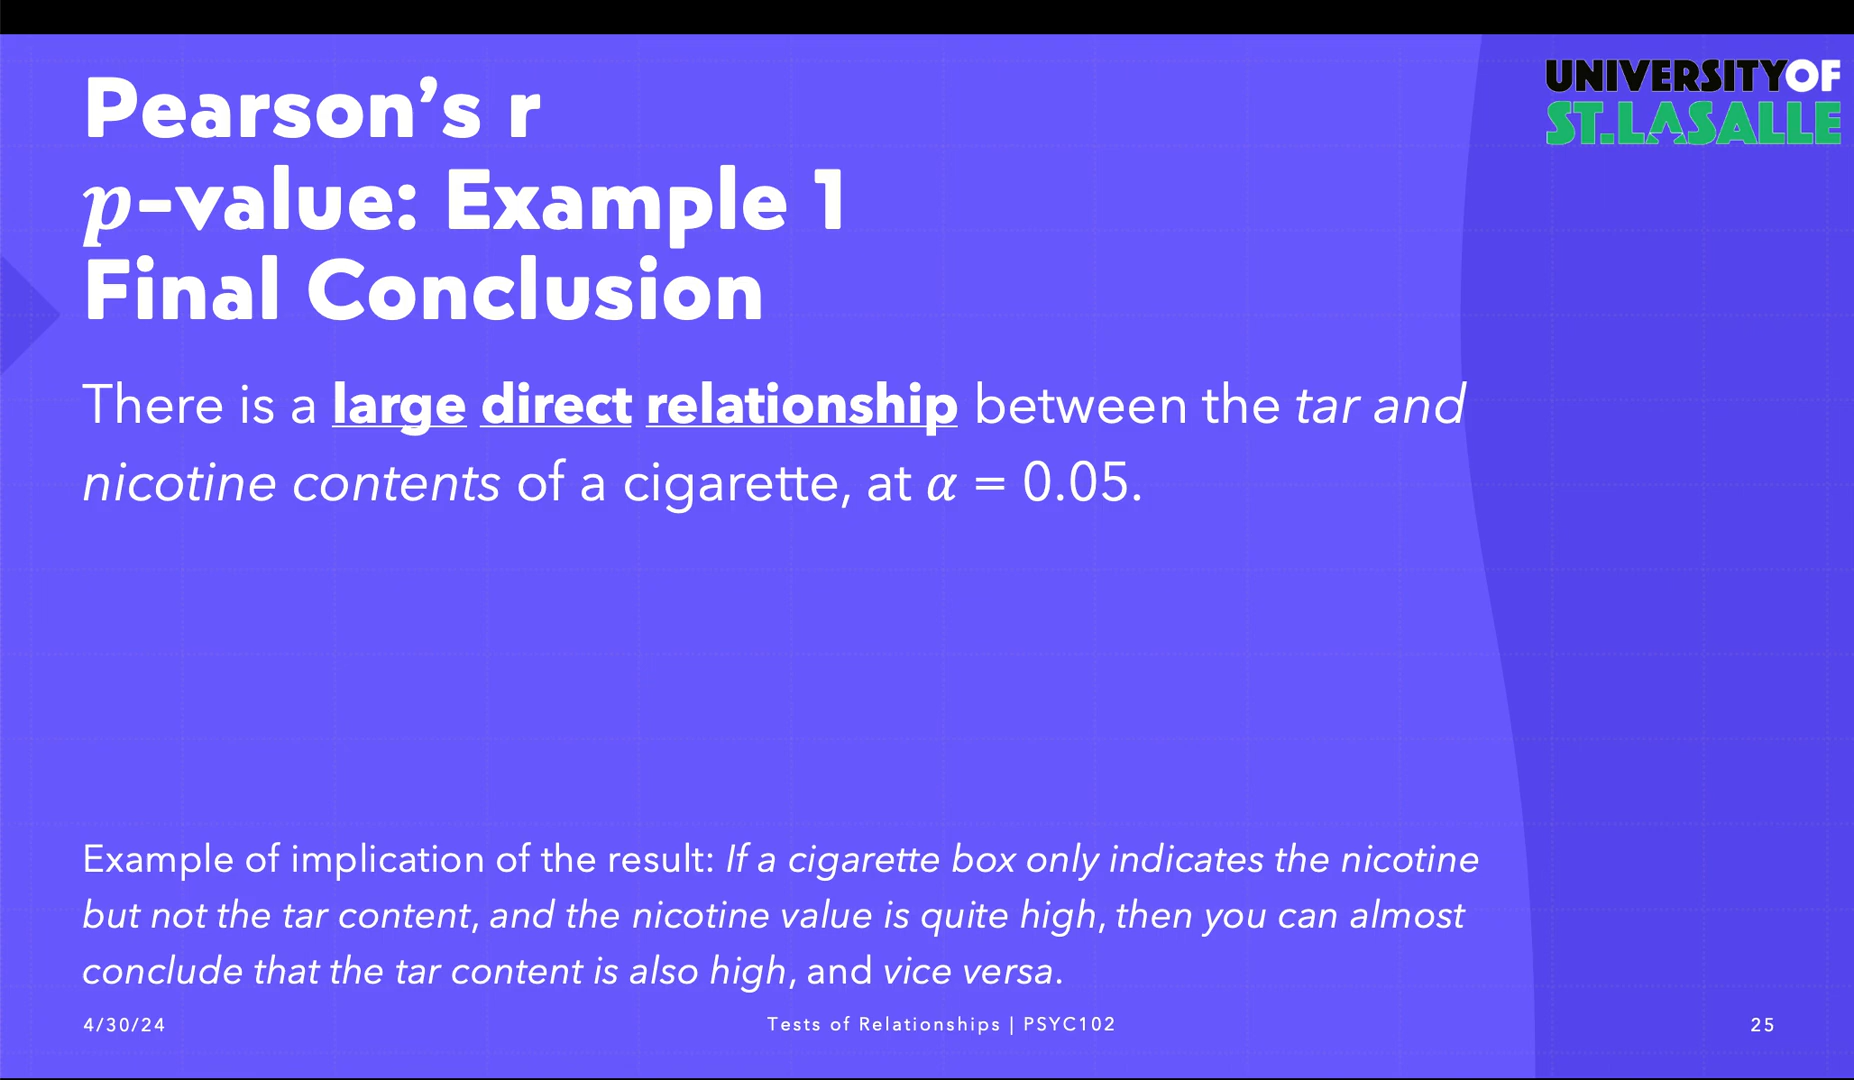 UNIVERSITYOF
ST.LASALLE
Pearson’s r
p-value: Example 1
Final Conclusion
There is a large direct relationship between the tar and
nicotine contents of a cigarette, at α = 0.05.
Example of implication of the result: If a cigarette box only indicates the nicotine
but not the tar content, and the nicotine value is quite high, then you can almost
conclude that the tar content is also high, and vice versa.
4/30/24
Tests of Relationships | PSYC102
25